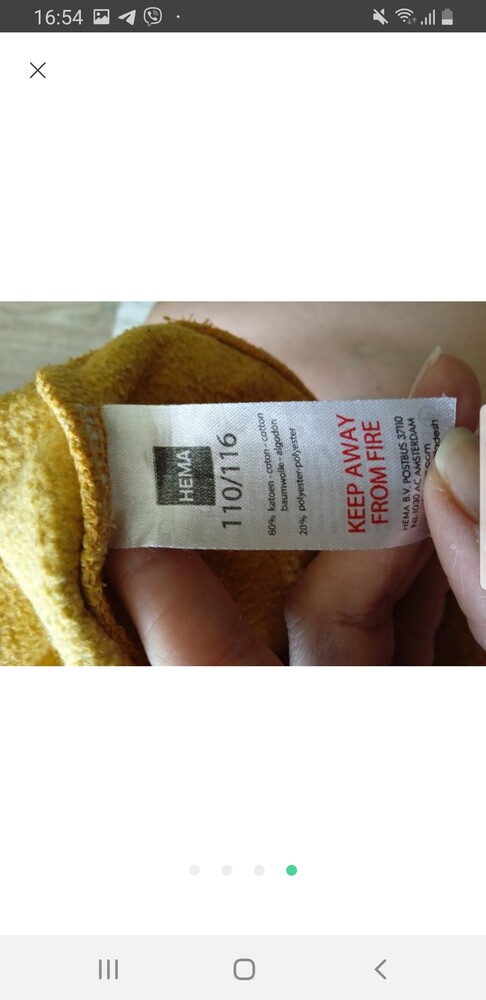 16:54
HEMA
110/116
80% katoen - coton - cotton
baumwolle - algodon
20% polyester-polyester
KEEP AWAY
FROM FIRE
HEMA B.V. POSTBUS 37110
NL-1030 AC AMSTERDAM